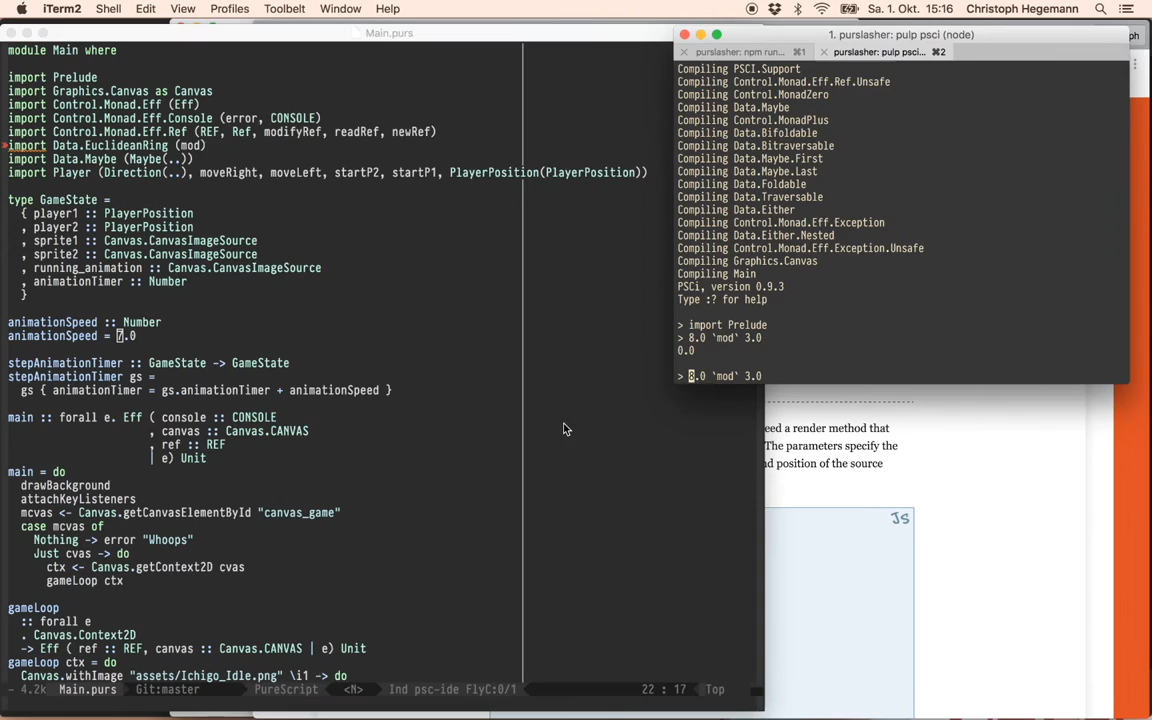 iTerm2 Shell Edit View Profiles Toolbelt Window Help Sa. 1. Okt. 15:16 Christoph Hegemann
Main.purs
module Main where
import Prelude
import Graphics.Canvas as Canvas
import Control.Monad.Eff (Eff)
import Control.Monad.Eff.Console (error, CONSOLE)
import Control.Monad.Eff.Ref (REF, Ref, modifyRef, readRef, newRef)
import Data.EuclideanRing (mod)
import Data.Maybe (Maybe(..))
import Player (Direction(..), moveRight, moveLeft, startP2, startP1, PlayerPosition(PlayerPosition))
type GameState =
{ player1 :: PlayerPosition
, player2 :: PlayerPosition
, sprite1 :: Canvas.CanvasImageSource
, sprite2 :: Canvas.CanvasImageSource
, running_animation :: Canvas.CanvasImageSource
, animationTimer :: Number
}
animationSpeed :: Number
animationSpeed = 7.0
stepAnimationTimer :: GameState -> GameState
stepAnimationTimer gs =
gs { animationTimer = gs.animationTimer + animationSpeed }
main :: forall e. Eff ( console :: CONSOLE
, canvas :: Canvas.CANVAS
, ref :: REF
| e) Unit
main = do
drawBackground
attachKeyListeners
mcvas <- Canvas.getCanvasElementById "canvas_game"
case mcvas of
Nothing -> error "Whoops"
Just cvas -> do
ctx <- Canvas.getContext2D cvas
gameLoop ctx
gameLoop
:: forall e
. Canvas.Context2D
-> Eff ( ref :: REF, canvas :: Canvas.CANVAS | e) Unit
gameLoop ctx = do
Canvas.withImage "assets/Ichigo_Idle.png" \i1 -> do
- 4.2k Main.purs Git:master PureScript <N> Ind psc-ide FlyC:0/1 22 : 17 Top
1. purslasher: pulp psci (node)
purslasher: npm run... ⌘1 purslasher: pulp psci... ⌘2
Compiling PSCI.Support
Compiling Control.Monad.Eff.Ref.Unsafe
Compiling Control.MonadZero
Compiling Data.Maybe
Compiling Control.MonadPlus
Compiling Data.Bifoldable
Compiling Data.Bitraversable
Compiling Data.Maybe.First
Compiling Data.Maybe.Last
Compiling Data.Foldable
Compiling Data.Traversable
Compiling Data.Either
Compiling Control.Monad.Eff.Exception
Compiling Data.Either.Nested
Compiling Control.Monad.Eff.Exception.Unsafe
Compiling Graphics.Canvas
Compiling Main
PSCi, version 0.9.3
Type :? for help
> import Prelude
> 8.0 `mod` 3.0
0.0
> 8.0 `mod` 3.0
ph
eed a render method that
The parameters specify the
nd position of the source
JS